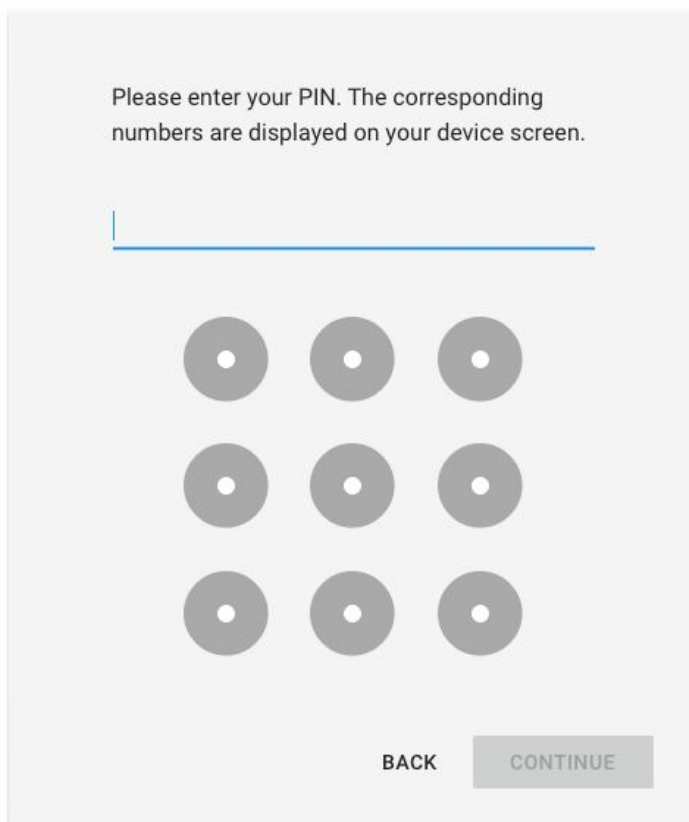 Please enter your PIN. The corresponding
numbers are displayed on your device screen.
BACK CONTINUE